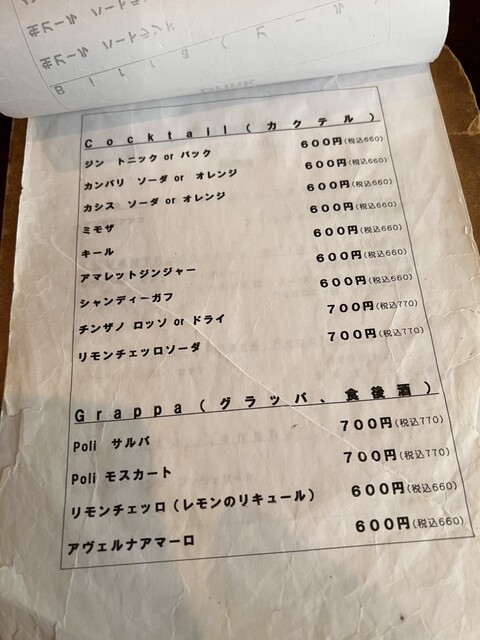 Cocktail(カクテル)
ジン トニック or バック 600円(税込660)
カンパリ ソーダ or オレンジ 600円(税込660)
カシス ソーダ or オレンジ 600円(税込660)
ミモザ 600円(税込660)
キール 600円(税込660)
アマレットジンジャー 600円(税込660)
シャンディーガフ 600円(税込660)
チンザノ ロッソ or ドライ 700円(税込770)
リモンチェッロソーダ 700円(税込770)
Grappa(グラッパ、食後酒)
Poli サルパ 700円(税込770)
Poli モスカート 700円(税込770)
リモンチェッロ(レモンのリキュール) 600円(税込660)
アヴェルナアマーロ 600円(税込660)